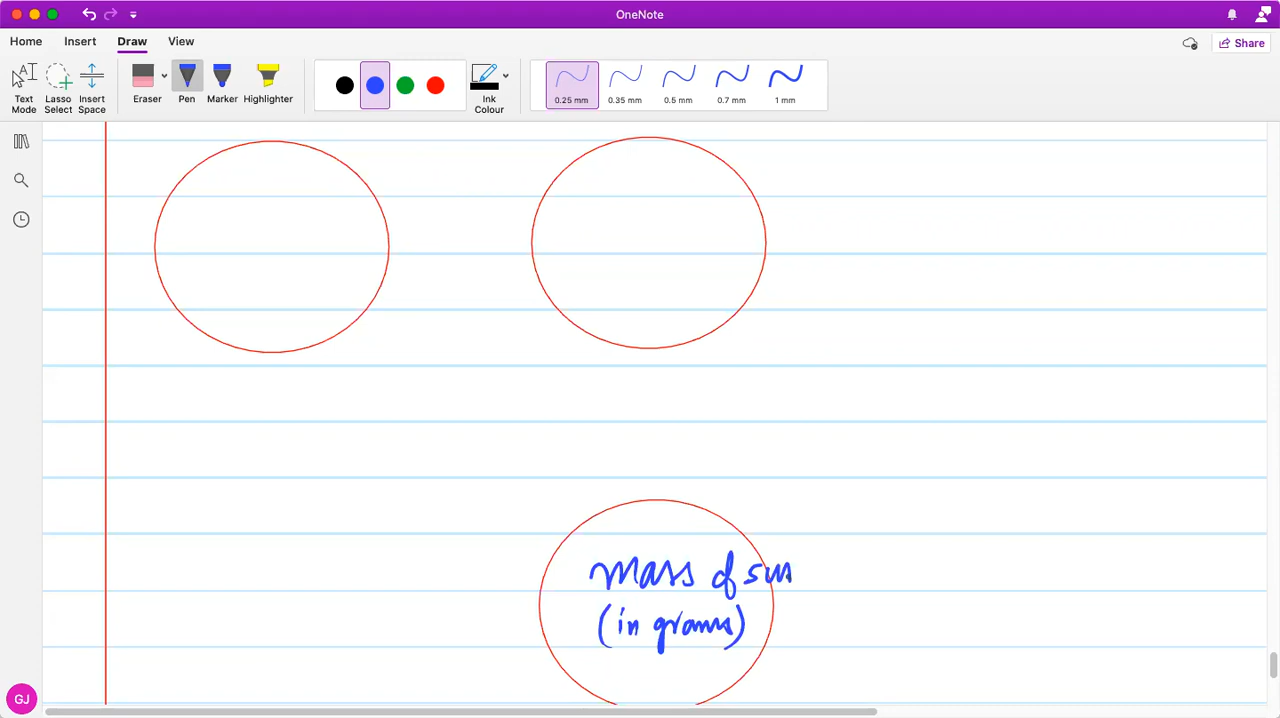 OneNote
Home Insert Draw View Share
Text Mode Lasso Select Insert Space Eraser Pen Marker Highlighter Ink Colour 0.25 mm 0.35 mm 0.5 mm 0.7 mm 1 mm
mass of sun
(in grams)
GJ